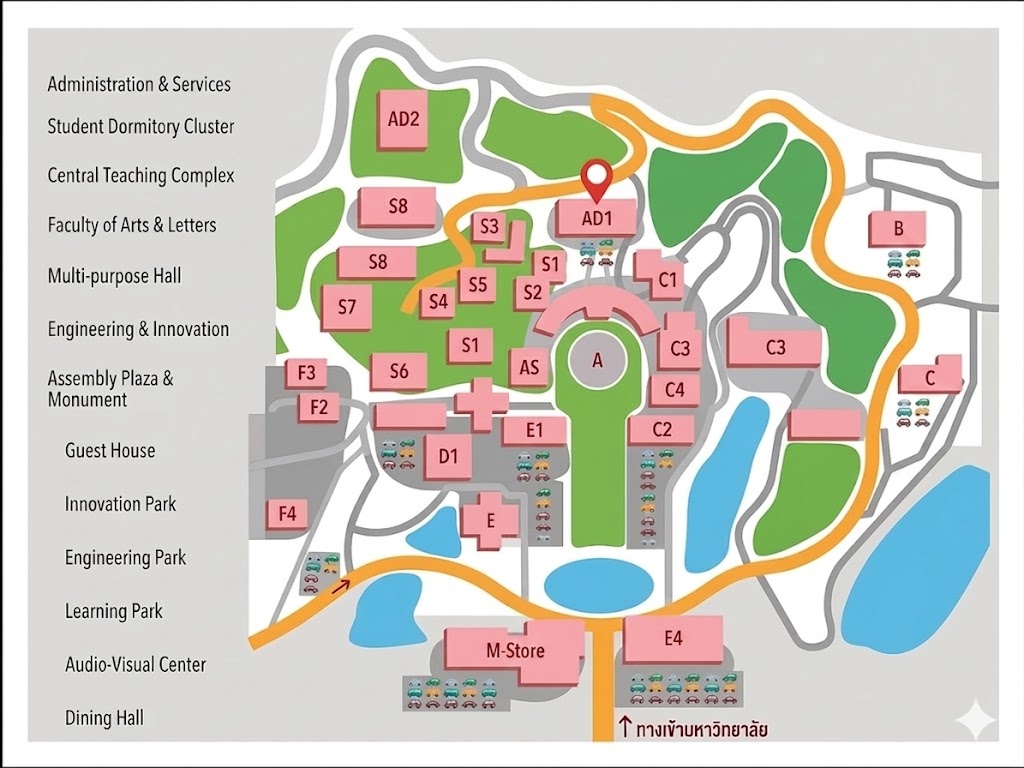 Administration & Services
Student Dormitory Cluster
Central Teaching Complex
Faculty of Arts & Letters
Multi-purpose Hall
Engineering & Innovation
Assembly Plaza &
Monument
Guest House
Innovation Park
Engineering Park
Learning Park
Audio-Visual Center
Dining Hall
AD2
S8
AD1
S3
B
S8
S1
C1
S5
S7
S4
S2
S1
C3
C3
A
F3
S6
AS
C
C4
F2
E1
C2
D1
F4
E
M-Store
E4
↑ ทางเข้ามหาวิทยาลัย